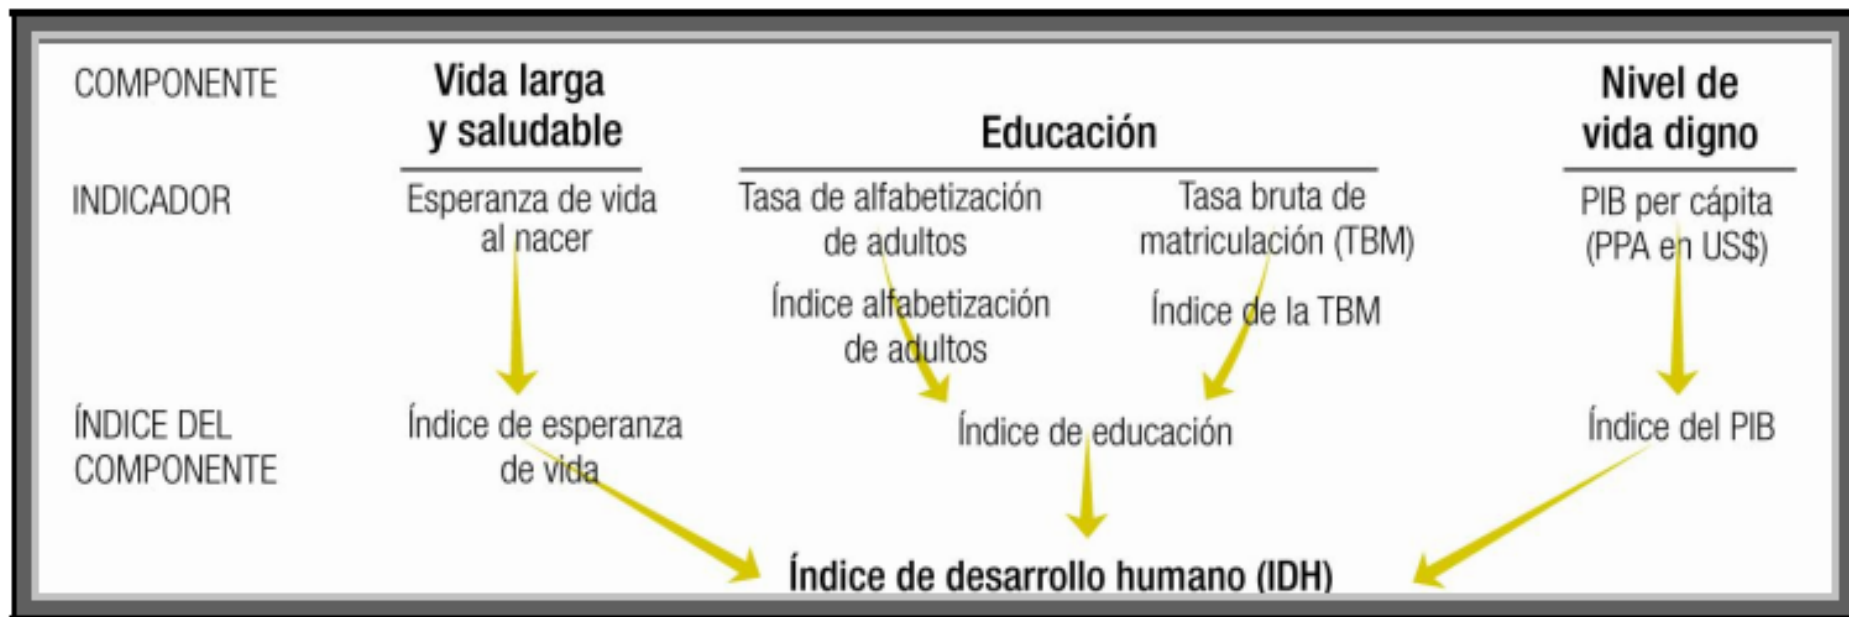 COMPONENTE
Vida larga
y saludable
Educación
Nivel de
vida digno
INDICADOR
Esperanza de vida
al nacer
Tasa de alfabetización
de adultos
Tasa bruta de
matriculación (TBM)
PIB per cápita
(PPA en US$)
Índice alfabetización
de adultos
Índice de la TBM
ÍNDICE DEL
COMPONENTE
Índice de esperanza
de vida
Índice de educación
Índice del PIB
Índice de desarrollo humano (IDH)